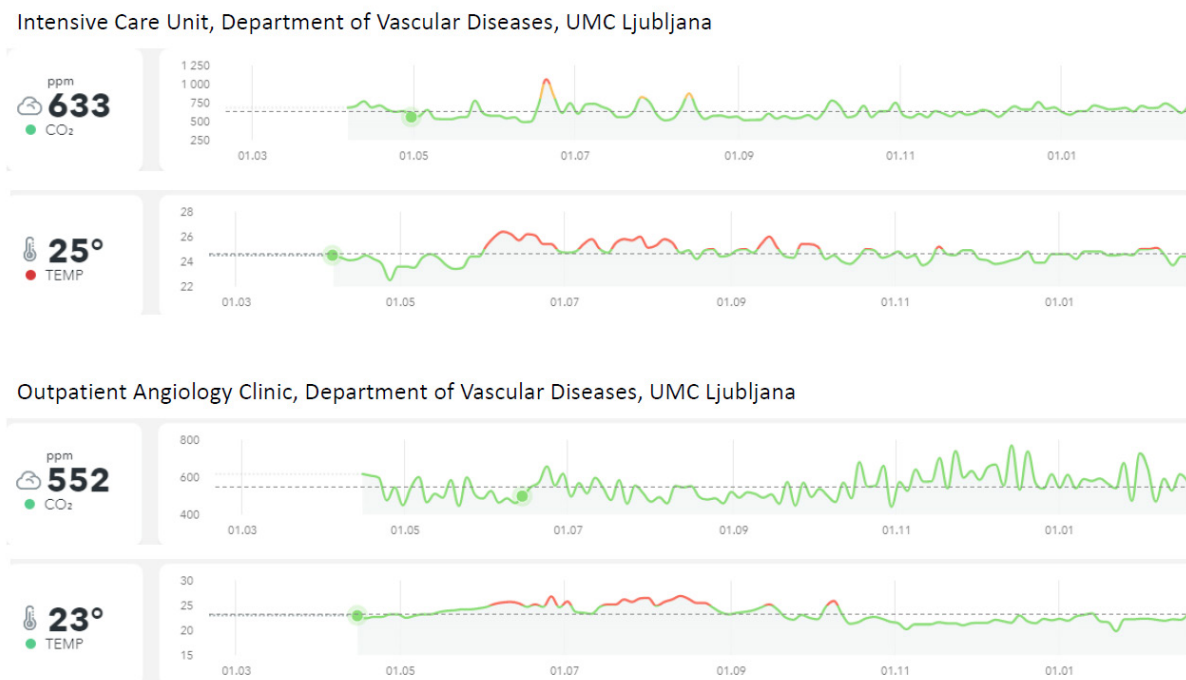 Intensive Care Unit, Department of Vascular Diseases, UMC Ljubljana
ppm
633
CO₂
1 250
1 000
750
500
250
01.03 01.05 01.07 01.09 01.11 01.01
25°
TEMP
28
26
24
22
01.03 01.05 01.07 01.09 01.11 01.01
Outpatient Angiology Clinic, Department of Vascular Diseases, UMC Ljubljana
ppm
552
CO₂
800
600
400
01.03 01.05 01.07 01.09 01.11 01.01
23°
TEMP
30
25
20
15
01.03 01.05 01.07 01.09 01.11 01.01